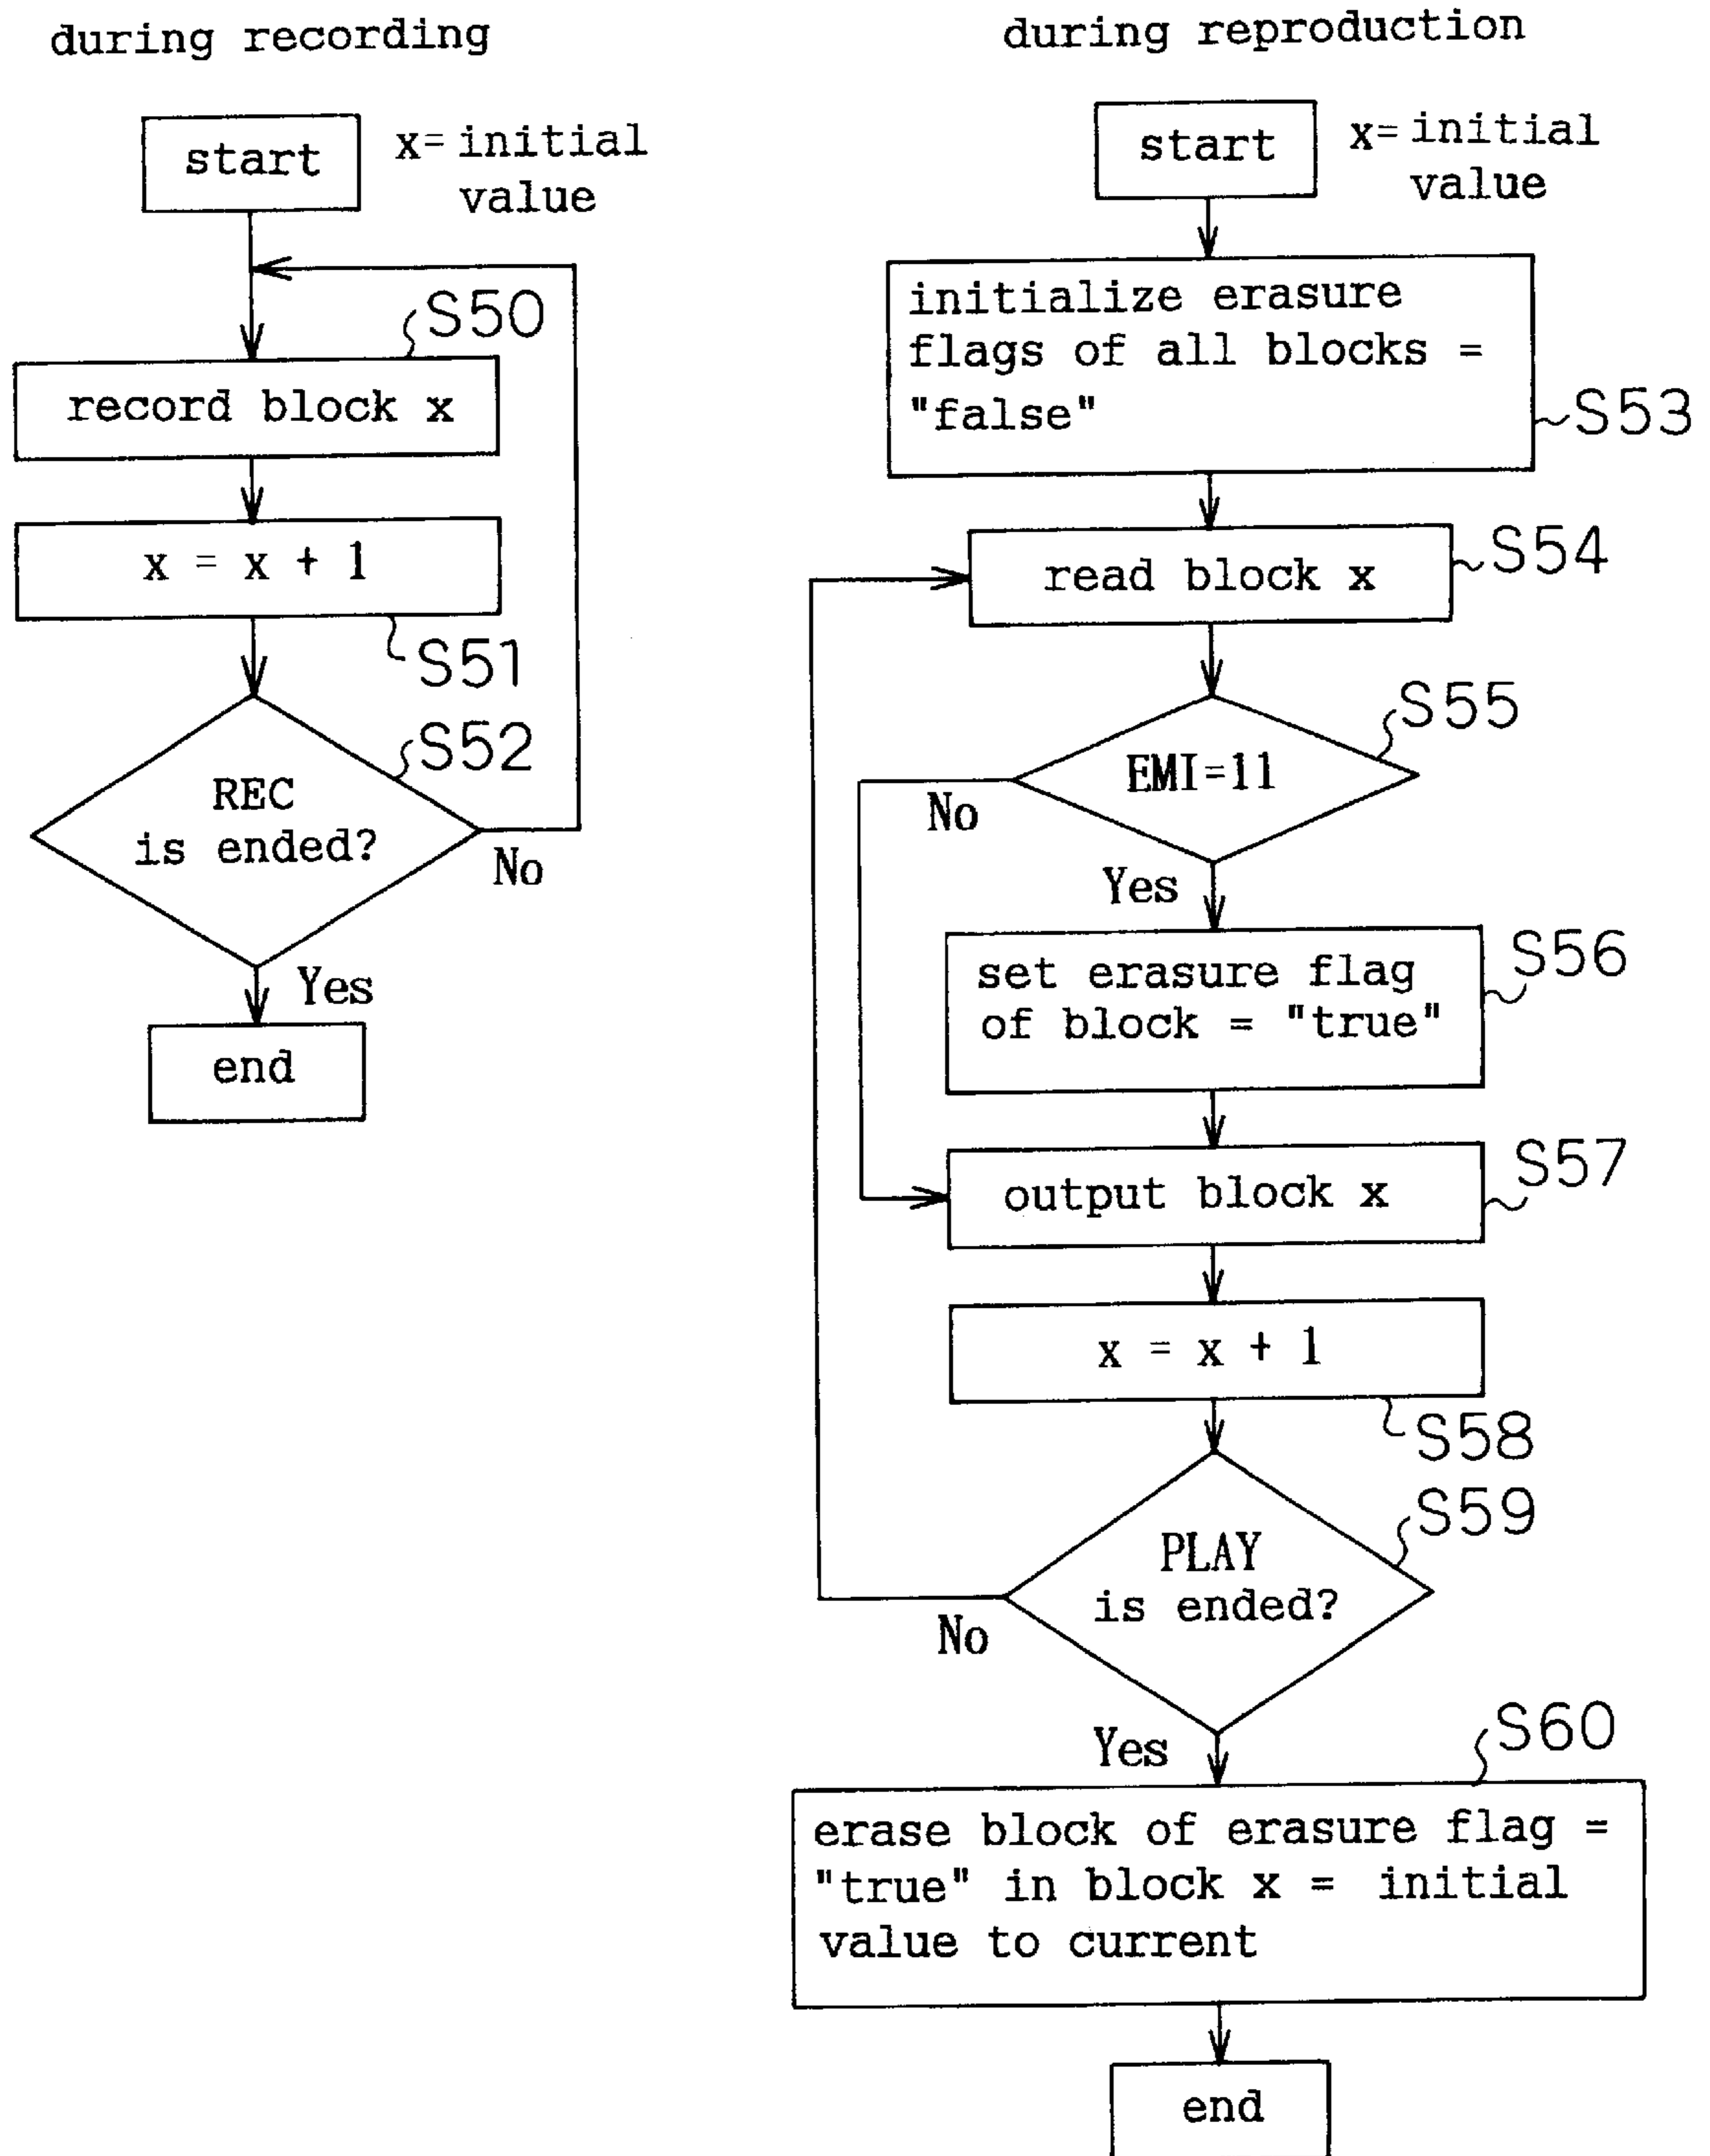 during recording
start
x= initial
value
S50
record block x
x = x + 1
S51
S52
REC
is ended?
No
Yes
end
during reproduction
start
x= initial
value
initialize erasure
flags of all blocks =
"false"
S53
S54
read block x
S55
EMI=11
No
Yes
S56
set erasure flag
of block = "true"
S57
output block x
x = x + 1
S58
S59
PLAY
is ended?
No
Yes
S60
erase block of erasure flag =
"true" in block x = initial
value to current
end